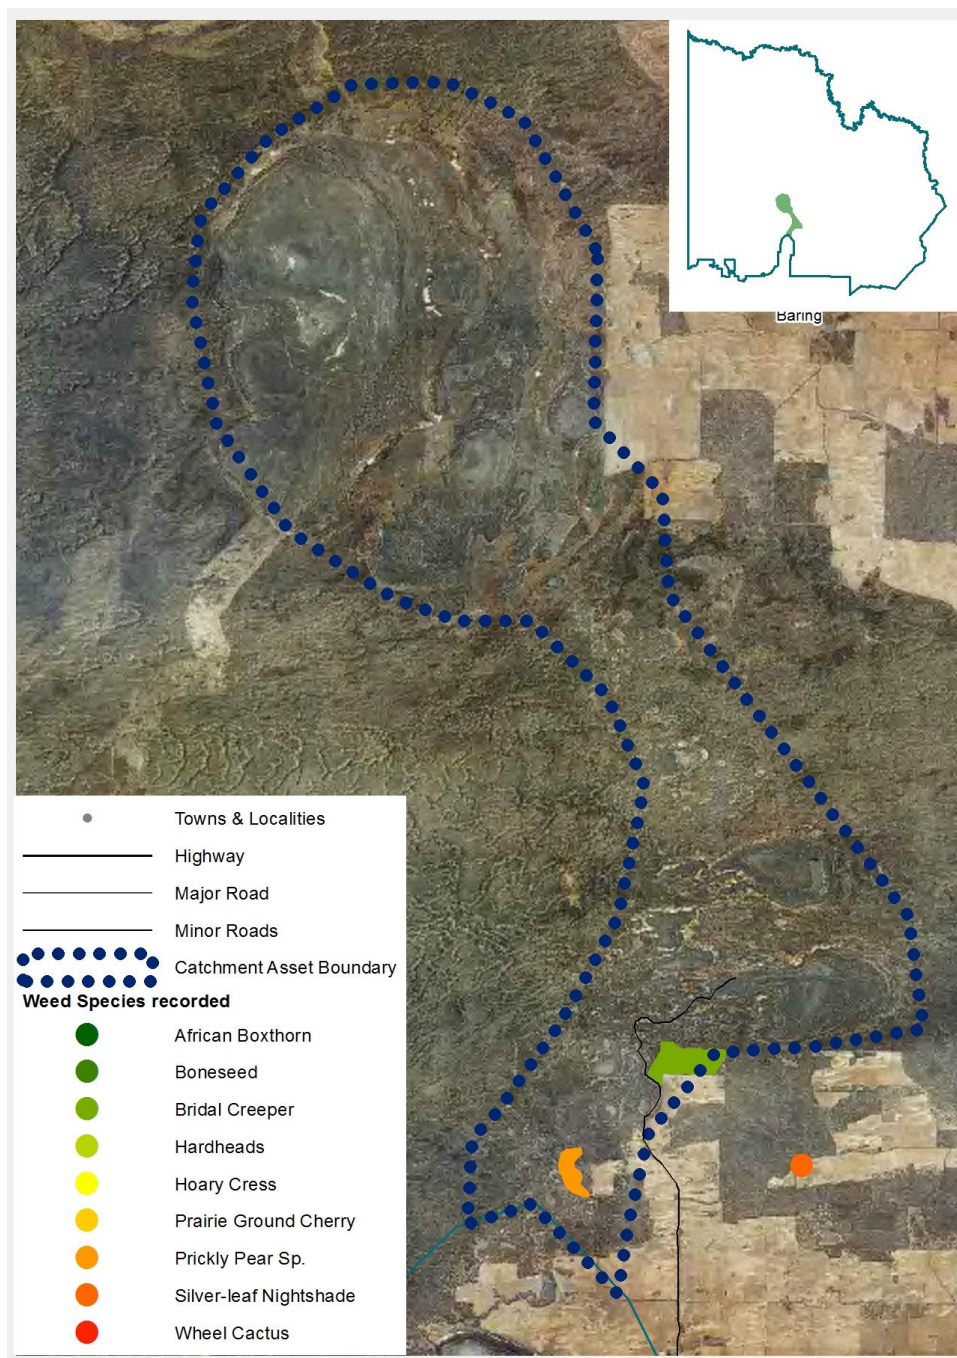 Baring
Towns & Localities
Highway
Major Road
Minor Roads
Catchment Asset Boundary
Weed Species recorded
African Boxthorn
Boneseed
Bridal Creeper
Hardheads
Hoary Cress
Prairie Ground Cherry
Prickly Pear Sp.
Silver-leaf Nightshade
Wheel Cactus